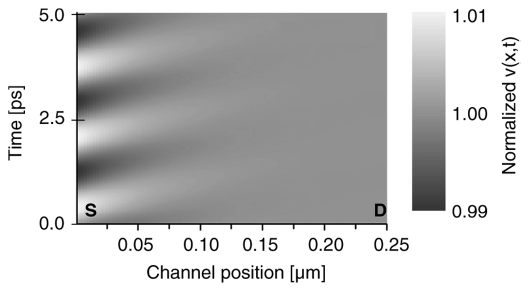 5.0
2.5
0.0
Time [ps]
S
D
0.05
0.10
0.15
0.20
0.25
Channel position [μm]
1.01
1.00
0.99
Normalized v(x,t)